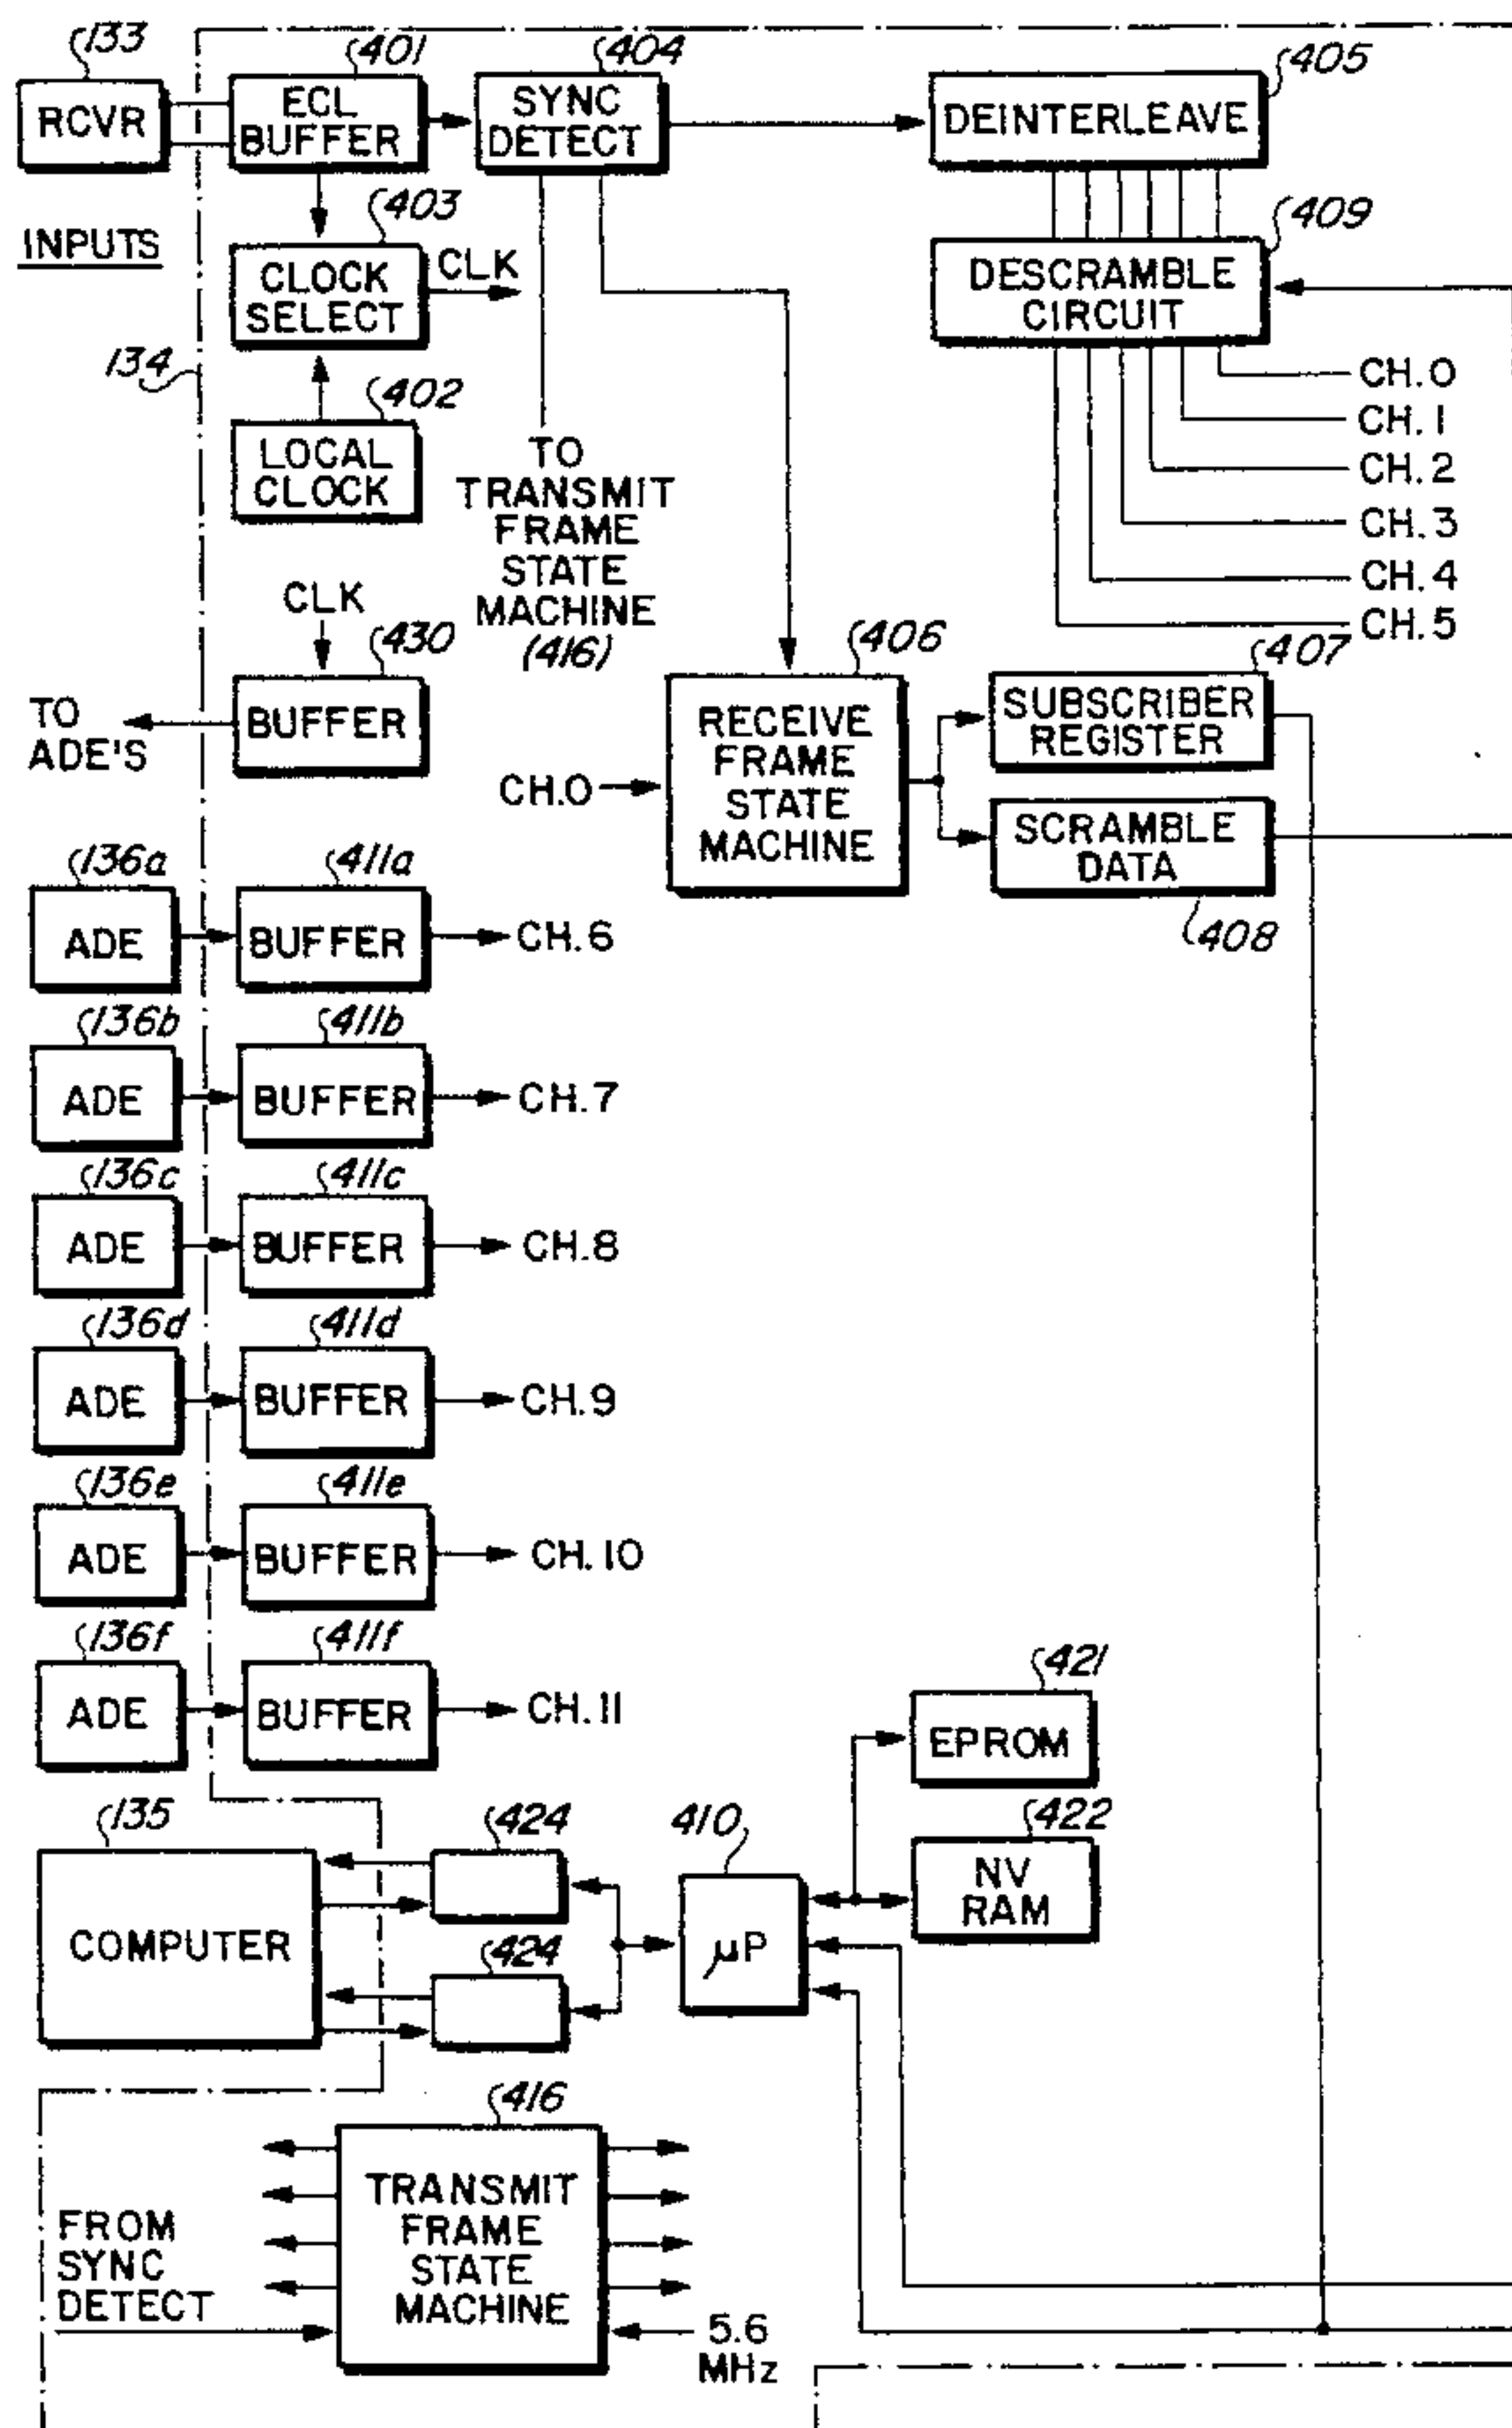 133
401
404
405
RCVR
ECL
BUFFER
SYNC
DETECT
DEINTERLEAVE
INPUTS
403
409
CLOCK
SELECT
CLK
DESCRAMBLE
CIRCUIT
134
402
LOCAL
CLOCK
TO
TRANSMIT
FRAME
STATE
MACHINE
(416)
CH.0
CH.1
CH.2
CH.3
CH.4
CH.5
CLK
430
BUFFER
TO
ADE'S
406
407
RECEIVE
FRAME
STATE
MACHINE
CH.0
SUBSCRIBER
REGISTER
SCRAMBLE
DATA
408
136a
411a
ADE
BUFFER
CH.6
136b
411b
ADE
BUFFER
CH.7
136c
411c
ADE
BUFFER
CH.8
136d
411d
ADE
BUFFER
CH.9
136e
411e
ADE
BUFFER
CH.10
136f
411f
ADE
BUFFER
CH.11
421
EPROM
135
424
410
422
NV
RAM
COMPUTER
424
μP
416
TRANSMIT
FRAME
STATE
MACHINE
FROM
SYNC
DETECT
5.6
MHz